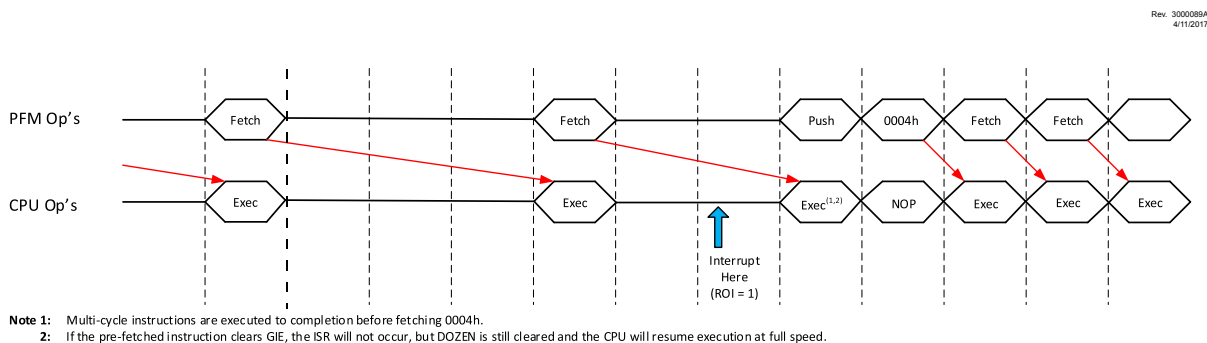 Rev. 3000089A
4/11/2017
PFM Op’s
Fetch
Fetch
Push
0004h
Fetch
Fetch
CPU Op’s
Exec
Exec
Exec(1,2)
NOP
Exec
Exec
Exec
Interrupt
Here
(ROI = 1)
Note 1: Multi-cycle instructions are executed to completion before fetching 0004h.
2: If the pre-fetched instruction clears GIE, the ISR will not occur, but DOZEN is still cleared and the CPU will resume execution at full speed.